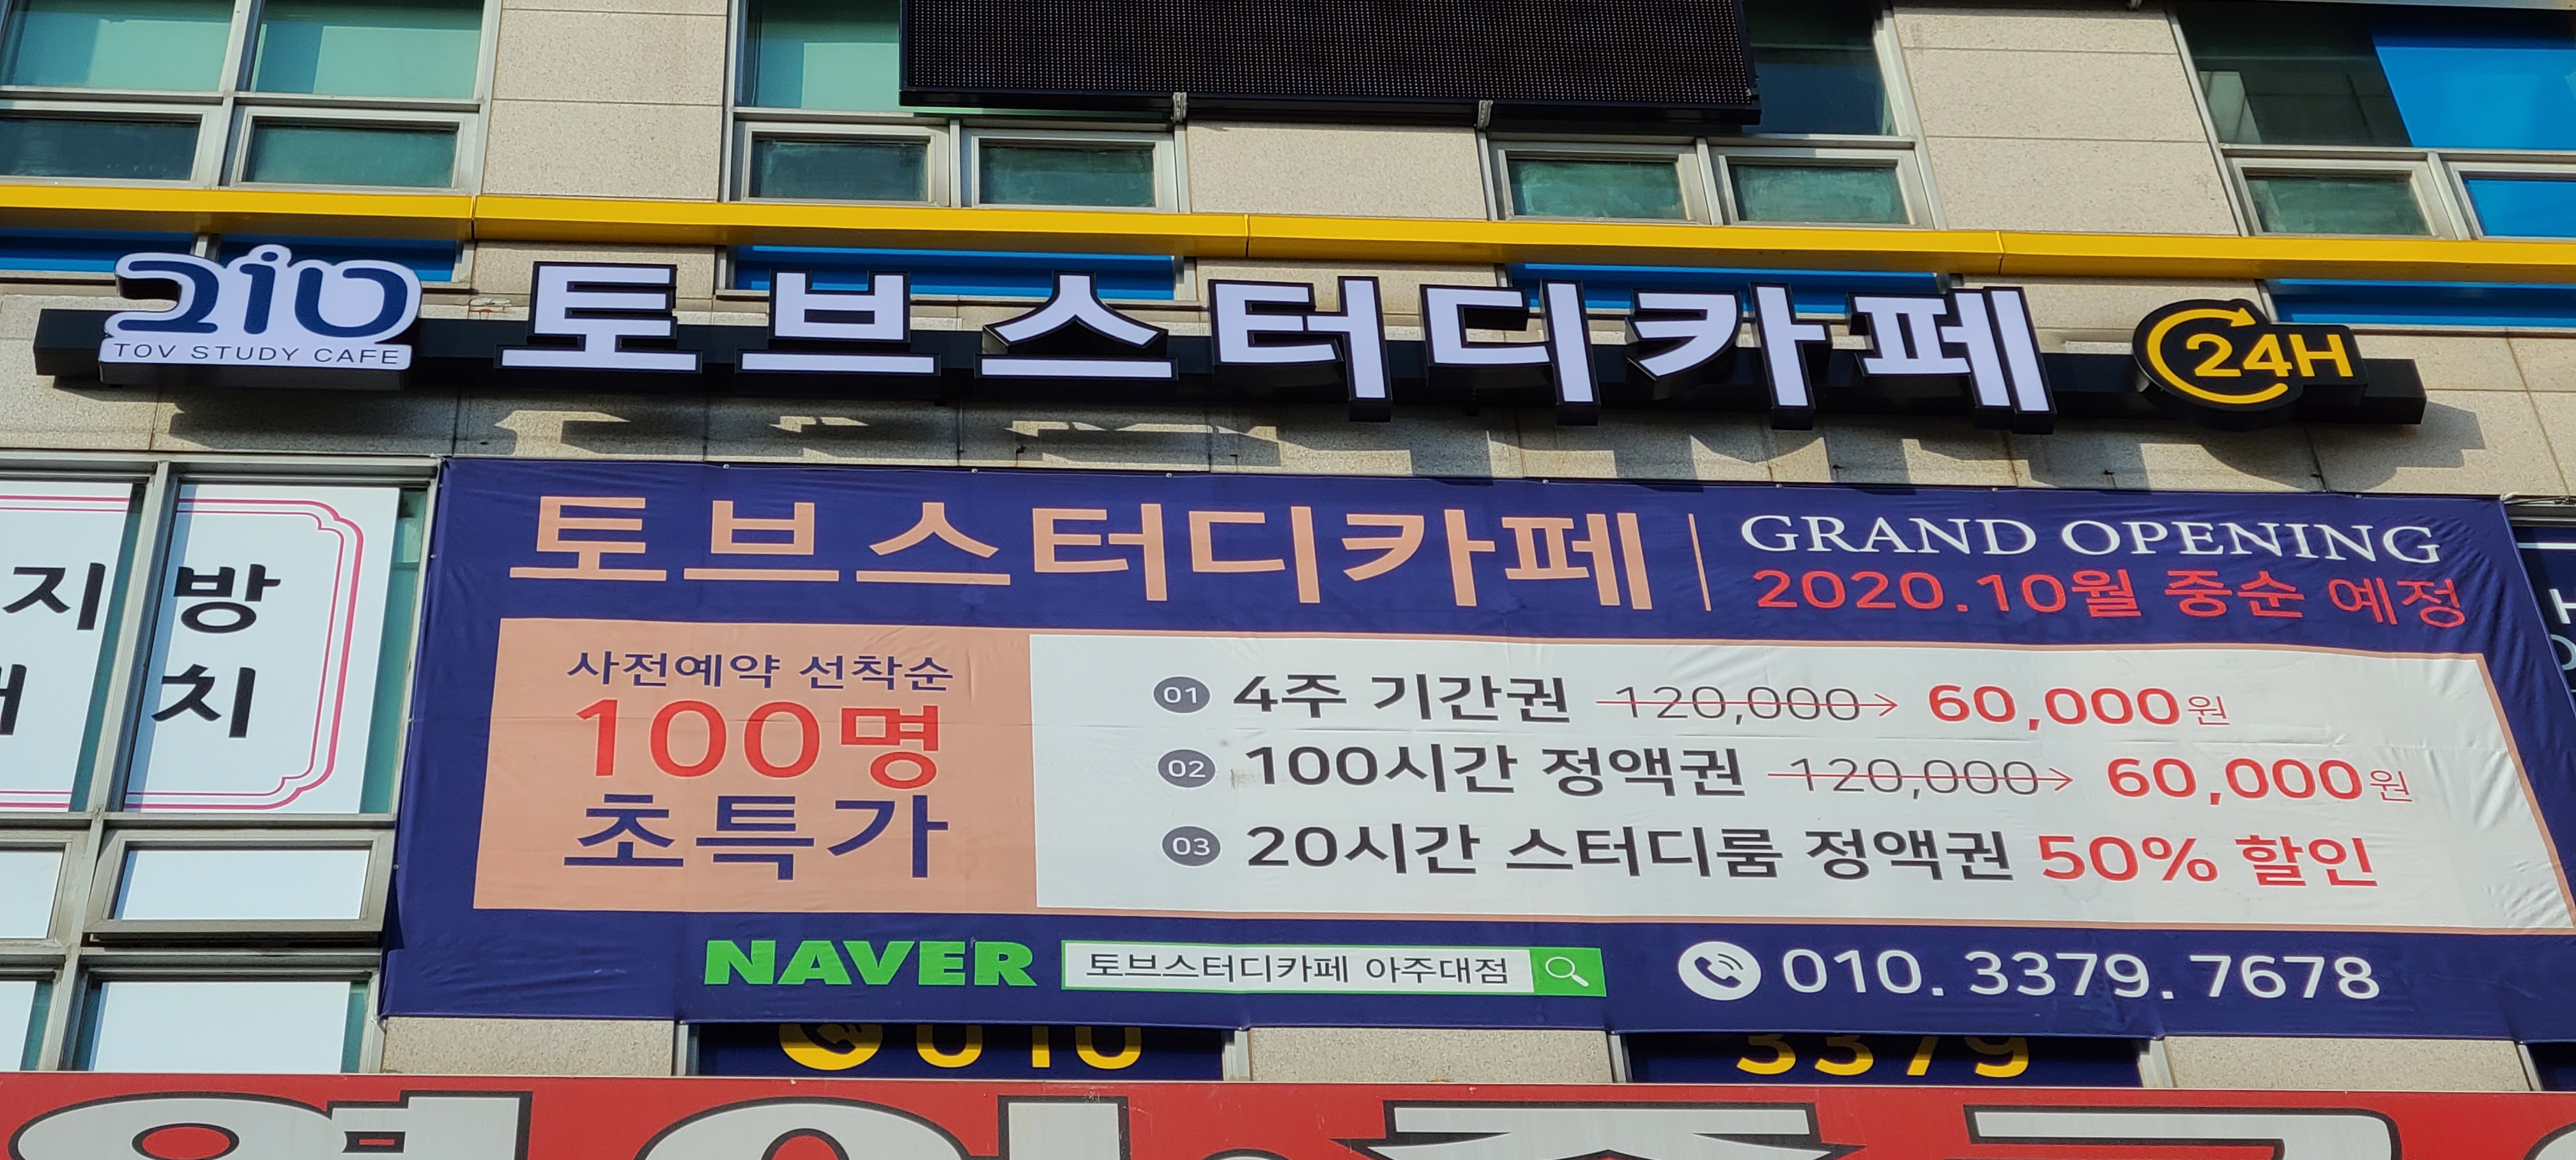 טוב
TOV STUDY CAFE
토브스터디카페
24H
토브스터디카페
GRAND OPENING
2020.10월 중순 예정
사전예약 선착순
100명
초특가
01 4주 기간권 120,000 → 60,000원
02 100시간 정액권 120,000 → 60,000원
03 20시간 스터디룸 정액권 50% 할인
NAVER 토브스터디카페 아주대점
010. 3379. 7678
지방
치
010
3379